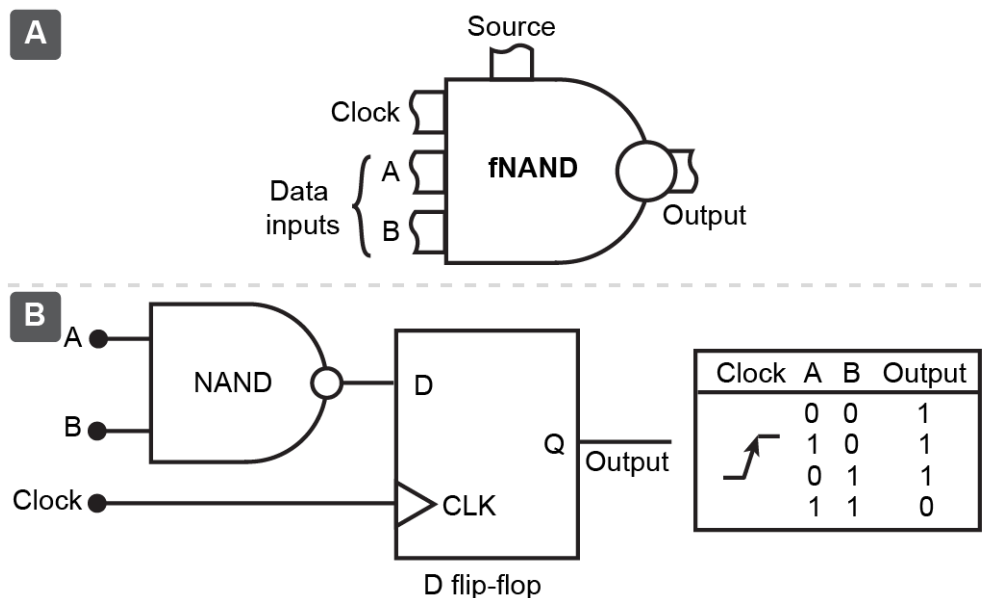 A
Source
Clock
A
Data
inputs
B
fNAND
Output
B
A
NAND
B
Clock
D
Q
CLK
Output
D flip-flop
Clock A B Output
0 0 1
1 0 1
0 1 1
1 1 0